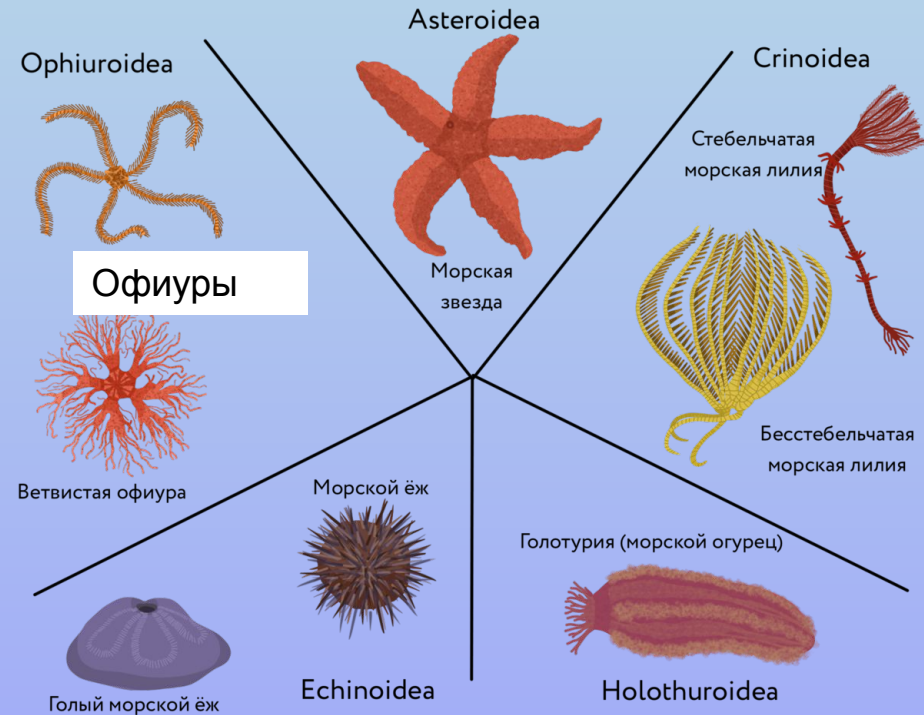 Asteroidea
Ophiuroidea
Crinoidea
Стебельчатая
морская лилия
Морская
звезда
Офиуры
Бесстебельчатая
морская лилия
Ветвистая офиура
Морской ёж
Голотурия (морской огурец)
Голый морской ёж
Echinoidea
Holothuroidea